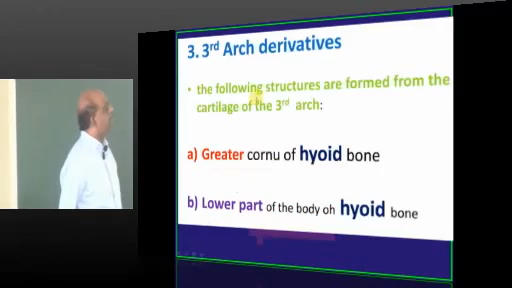 3. 3rd Arch derivatives
• the following structures are formed from the
cartilage of the 3rd arch:
a) Greater cornu of hyoid bone
b) Lower part of the body oh hyoid bone